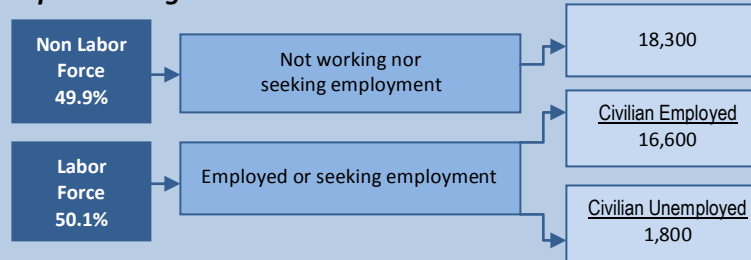 Non Labor
Force
49.9%
Not working nor
seeking employment
18,300
Civilian Employed
16,600
Labor
Force
50.1%
Employed or seeking employment
Civilian Unemployed
1,800